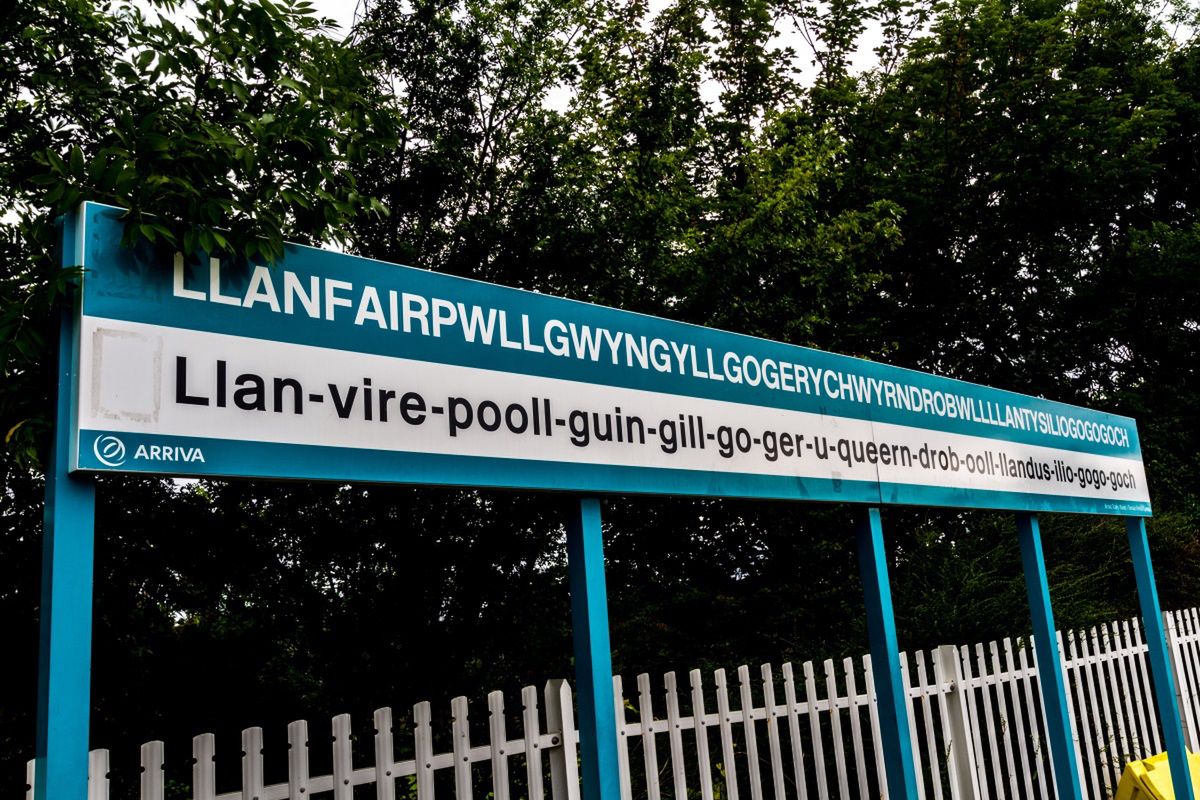 LLANFAIRPWLLGWYNGYLLGOGERYCHWYRNDROBWLLLLANTYSILIOGOGOGOCH
Llan-vire-pooll-guin-gill-go-ger-u-queern-drob-ooll-llandus-ilio-gogo-goch
ARRIVA